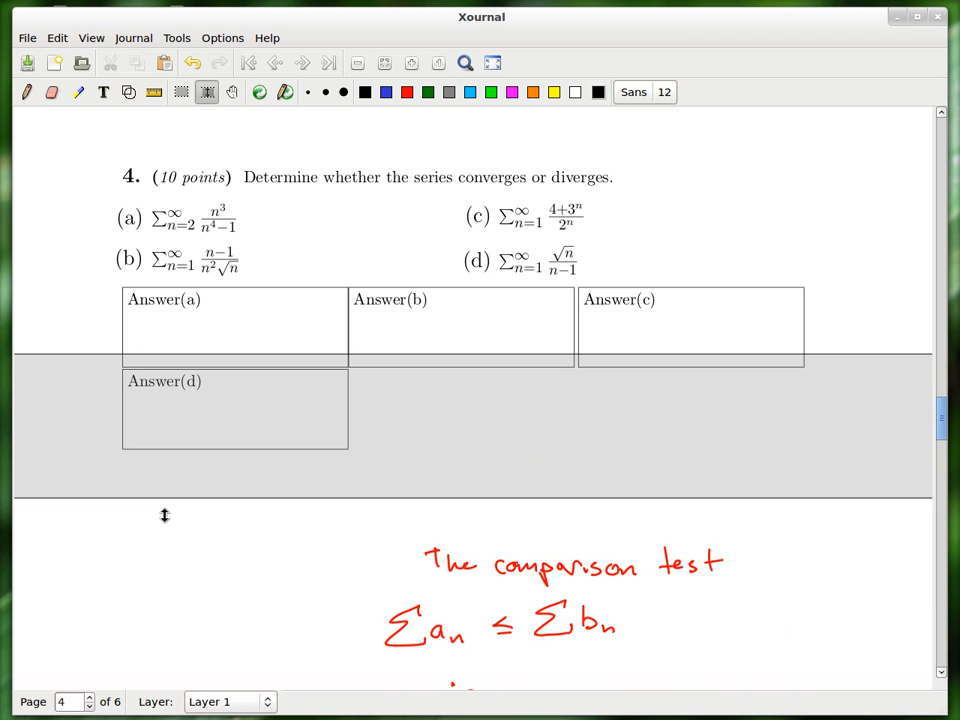 Xournal
File Edit View Journal Tools Options Help
T Sans 12
4. (10 points) Determine whether the series converges or diverges.
(a) ∑_{n=2}^{∞} n³/(n⁴−1) (c) ∑_{n=1}^{∞} (4+3ⁿ)/2ⁿ
(b) ∑_{n=1}^{∞} (n−1)/(n²√n) (d) ∑_{n=1}^{∞} √n/(n−1)
Answer(a) Answer(b) Answer(c)
Answer(d)
The comparison test
∑aₙ ≤ ∑bₙ
Page 4 of 6 Layer: Layer 1